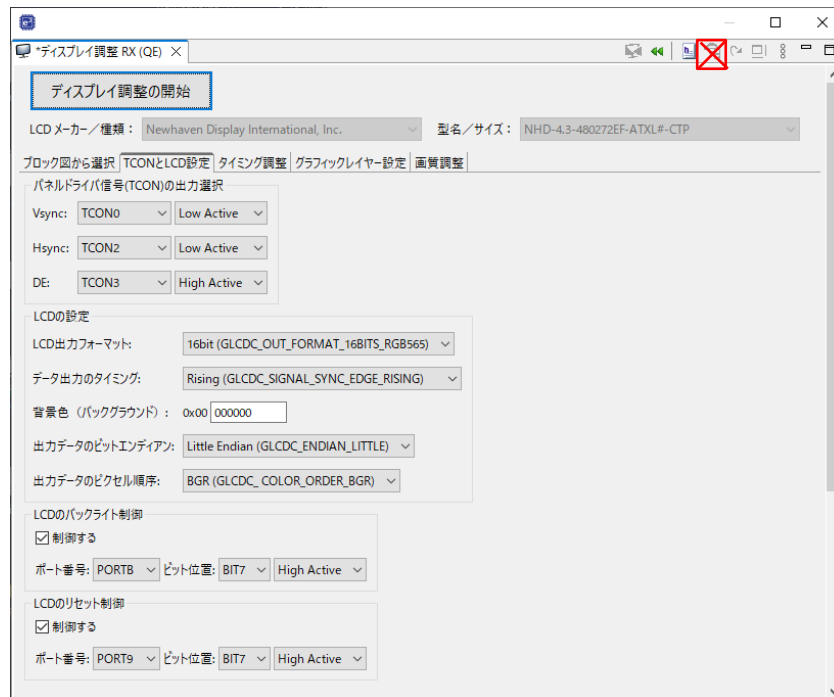 *ディスプレイ調整 RX (QE)
ディスプレイ調整の開始
LCD メーカー／種類： Newhaven Display International, Inc. 型名／サイズ： NHD-4.3-480272EF-ATXL#-CTP
ブロック図から選択 TCONとLCD設定 タイミング調整 グラフィックレイヤー設定 画質調整
パネルドライバ信号(TCON)の出力選択
Vsync: TCON0 Low Active
Hsync: TCON2 Low Active
DE: TCON3 High Active
LCDの設定
LCD出力フォーマット: 16bit (GLCDC_OUT_FORMAT_16BITS_RGB565)
データ出力のタイミング: Rising (GLCDC_SIGNAL_SYNC_EDGE_RISING)
背景色（バックグラウンド）: 0x00 000000
出力データのビットエンディアン: Little Endian (GLCDC_ENDIAN_LITTLE)
出力データのピクセル順序: BGR (GLCDC_ COLOR_ORDER_BGR)
LCDのバックライト制御
制御する
ポート番号: PORTB ビット位置: BIT7 High Active
LCDのリセット制御
制御する
ポート番号: PORT9 ビット位置: BIT7 High Active